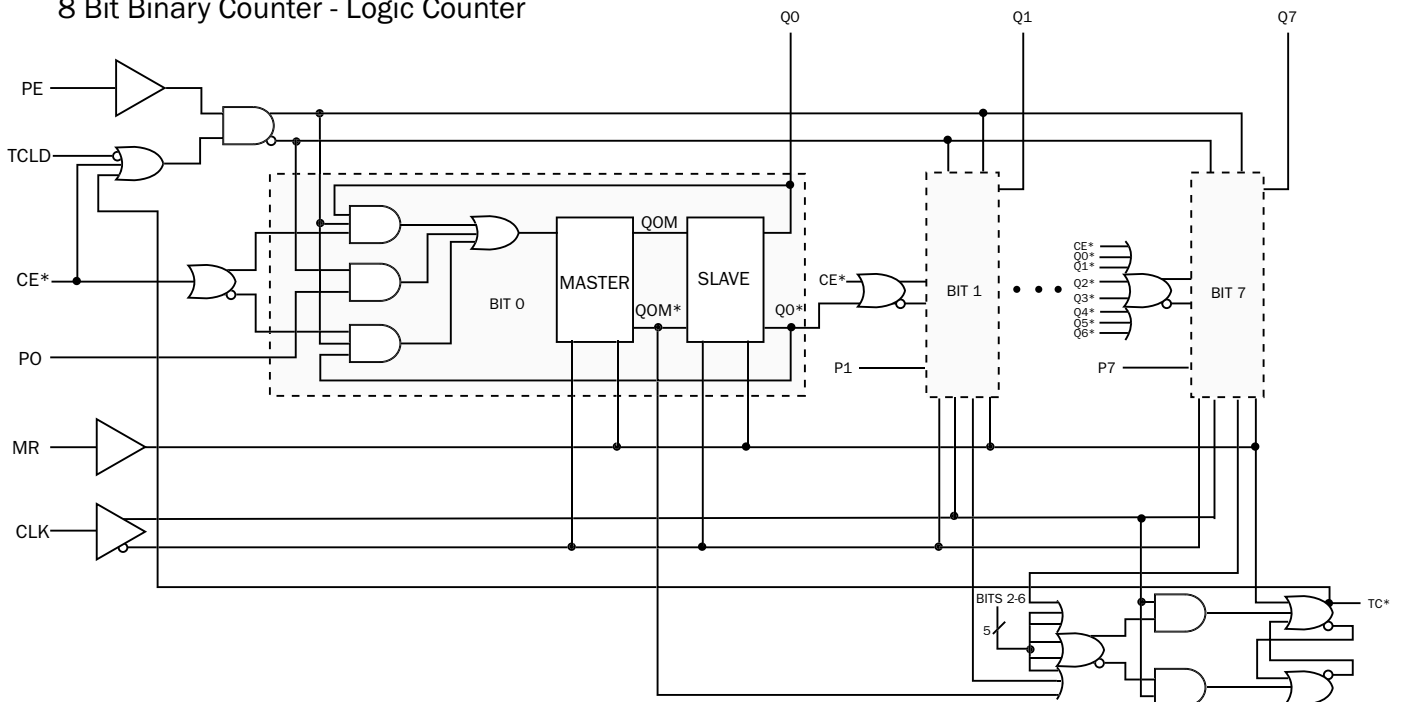 8 Bit Binary Counter - Logic Counter
Q0
Q1
Q7
PE
TCLD
CE*
PO
MR
CLK
BIT 0
MASTER
QOM
QOM*
SLAVE
QO*
CE*
P1
BIT 1
CE*
Q0*
Q1*
Q2*
Q3*
Q4*
Q5*
Q6*
P7
BIT 7
BITS 2-6
5
TC*